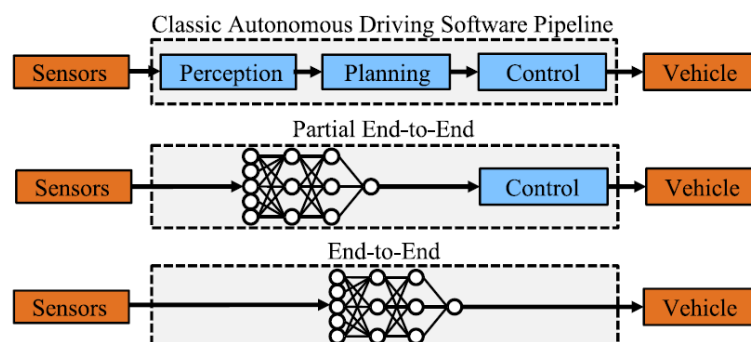 Classic Autonomous Driving Software Pipeline
Sensors Perception Planning Control Vehicle
Partial End-to-End
Sensors Control Vehicle
End-to-End
Sensors Vehicle